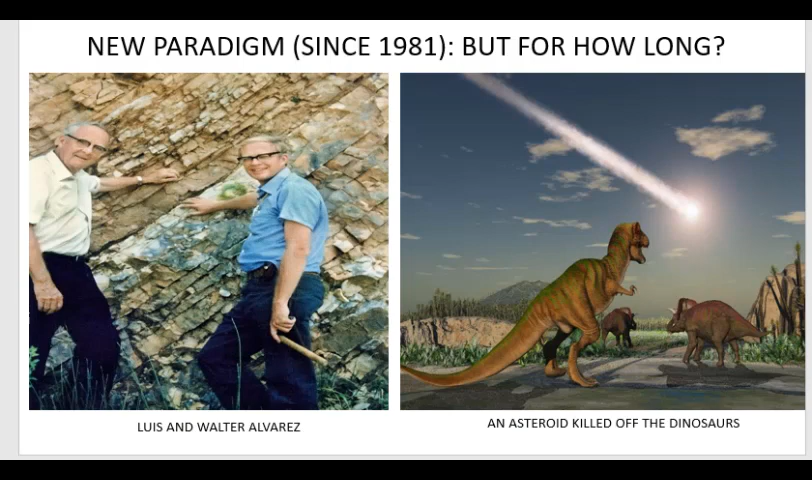 NEW PARADIGM (SINCE 1981): BUT FOR HOW LONG?
LUIS AND WALTER ALVAREZ
AN ASTEROID KILLED OFF THE DINOSAURS